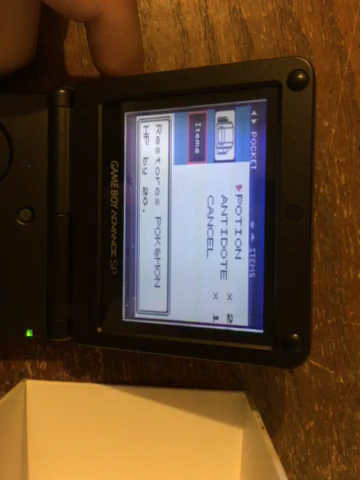 ◀▶ POCKET ▼▲ ITEMS
Items
▶POTION × 2
ANTIDOTE × 1
CANCEL
Restores POKéMON
HP by 20.
GAME BOY ADVANCE SP